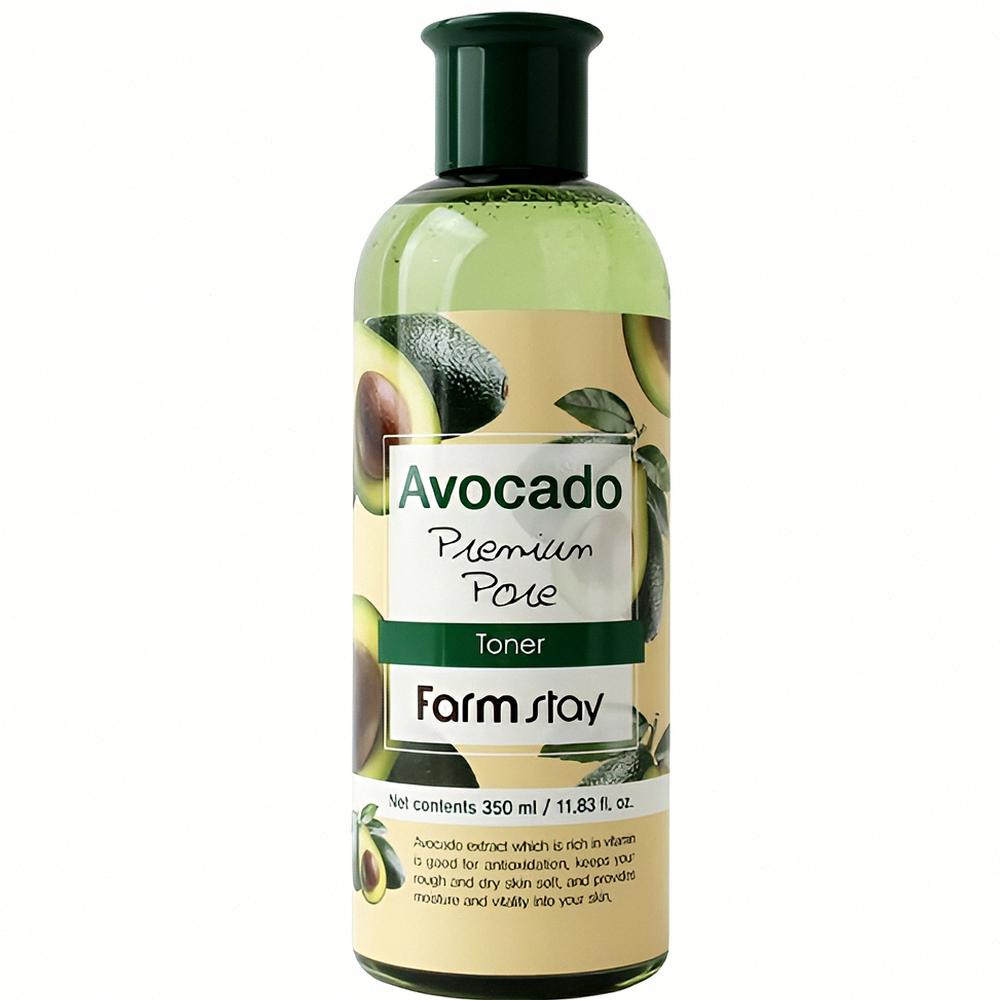 Avocado
Premium
Pore
Toner
Farm stay
Net contents 350 ml / 11.83 fl. oz.
Avocado extract which is rich in vitamin
is good for antioxidation, keeps your
rough and dry skin soft, and provides
moisture and vitality into your skin.